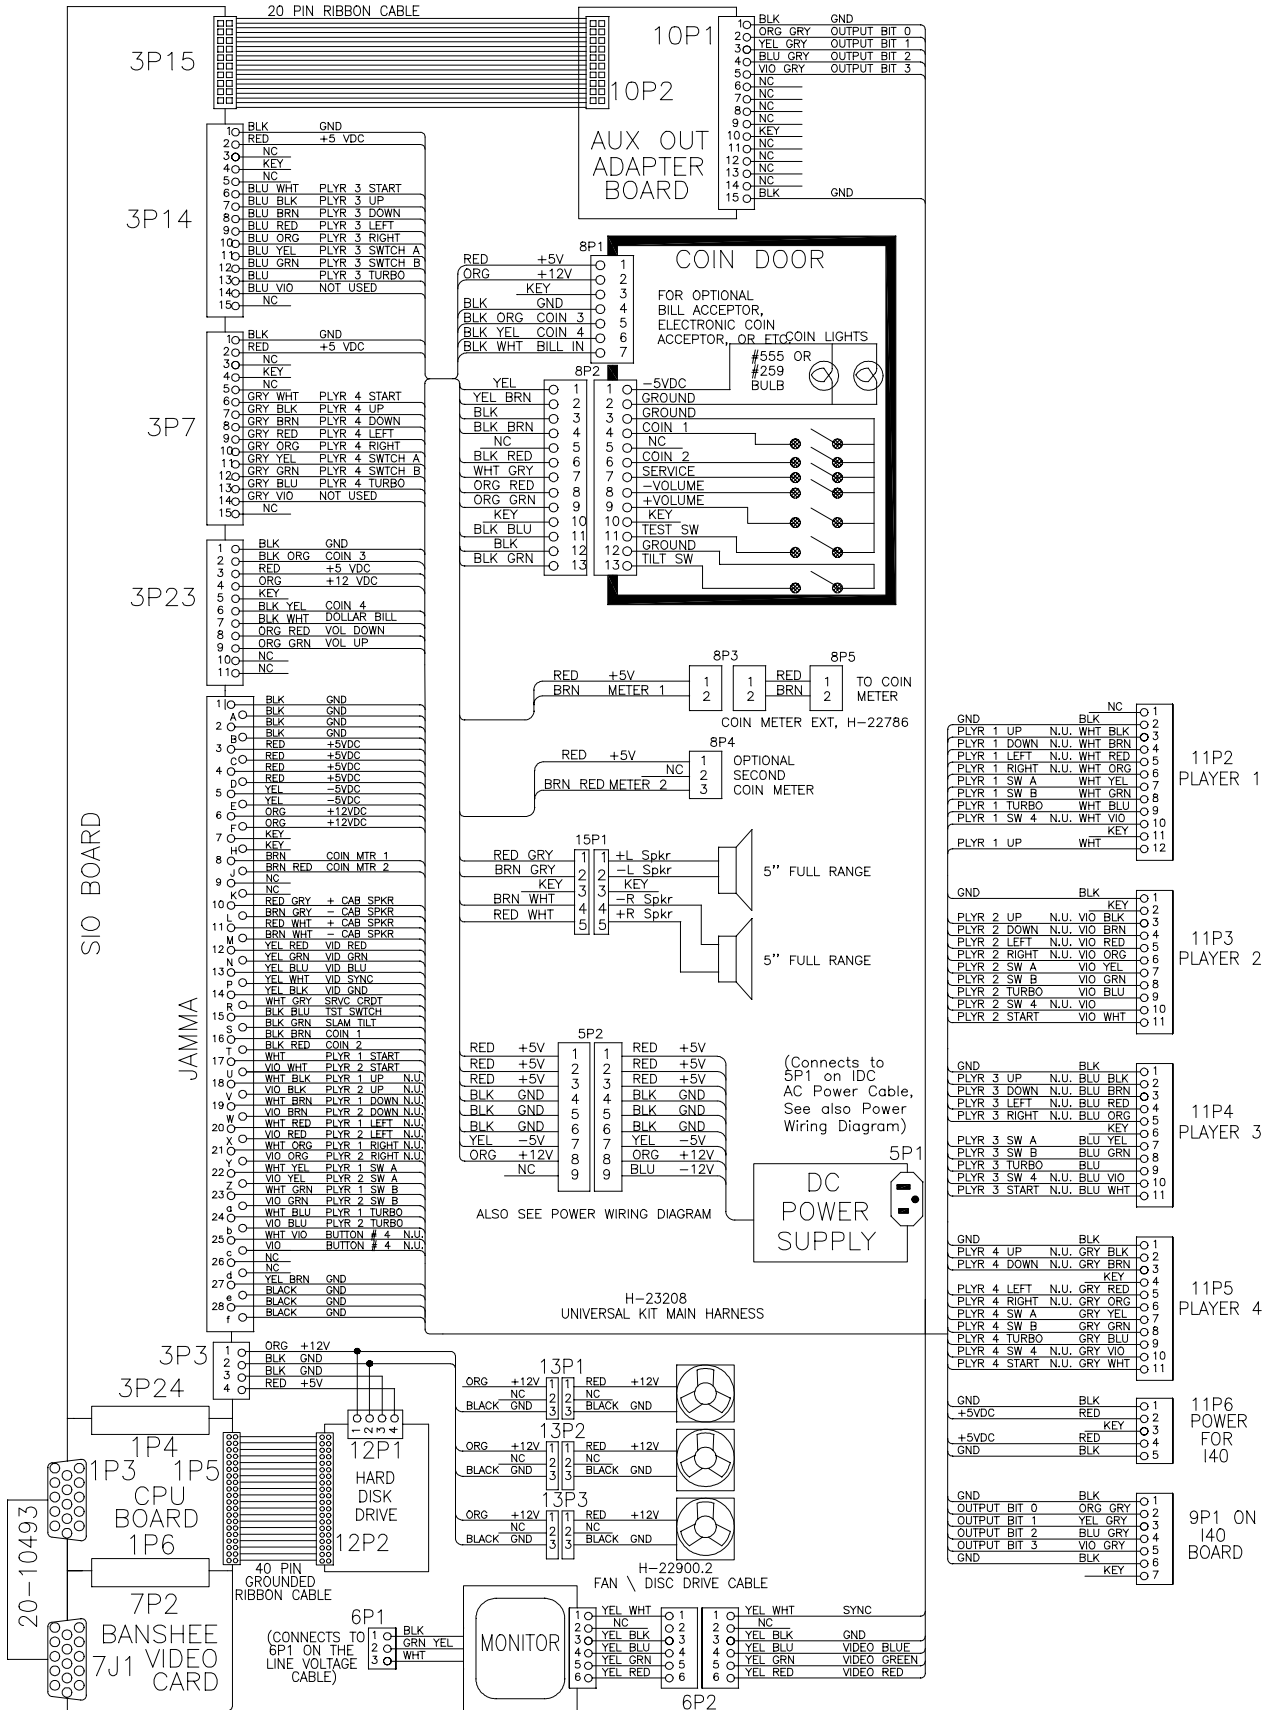 20 PIN RIBBON CABLE
3P15
10P1
10P2
AUX OUT
ADAPTER
BOARD
1 BLK GND
2 ORG GRY OUTPUT BIT 0
3 YEL GRY OUTPUT BIT 1
4 BLU GRY OUTPUT BIT 2
5 VIO GRY OUTPUT BIT 3
6 NC
7 NC
8 NC
9 NC
10 KEY
11 NC
12 NC
13 NC
14 NC
15 BLK GND
3P14
1 BLK GND
2 RED +5 VDC
3 NC
4 KEY
5 NC
6 BLU WHT PLYR 3 START
7 BLU BLK PLYR 3 UP
8 BLU BRN PLYR 3 DOWN
9 BLU RED PLYR 3 LEFT
10 BLU ORG PLYR 3 RIGHT
11 BLU YEL PLYR 3 SWTCH A
12 BLU GRN PLYR 3 SWTCH B
13 BLU PLYR 3 TURBO
14 BLU VIO NOT USED
15 NC
3P7
1 BLK GND
2 RED +5 VDC
3 NC
4 KEY
5 NC
6 GRY WHT PLYR 4 START
7 GRY BLK PLYR 4 UP
8 GRY BRN PLYR 4 DOWN
9 GRY RED PLYR 4 LEFT
10 GRY ORG PLYR 4 RIGHT
11 GRY YEL PLYR 4 SWTCH A
12 GRY GRN PLYR 4 SWTCH B
13 GRY BLU PLYR 4 TURBO
14 GRY VIO NOT USED
15 NC
3P23
1 BLK GND
2 BLK ORG COIN 3
3 RED +5 VDC
4 ORG +12 VDC
5 KEY
6 BLK YEL COIN 4
7 BLK WHT DOLLAR BILL
8 ORG RED VOL DOWN
9 ORG GRN VOL UP
10 NC
11 NC
SIO BOARD
JAMMA
1 BLK GND
A BLK GND
2 BLK GND
B BLK GND
3 RED +5VDC
C RED +5VDC
4 RED +5VDC
D RED +5VDC
5 YEL -5VDC
E YEL -5VDC
6 ORG +12VDC
F ORG +12VDC
7 KEY
H KEY
8 BRN COIN MTR 1
J BRN RED COIN MTR 2
9 NC
K NC
10 RED GRY + CAB SPKR
L BRN GRY - CAB SPKR
11 RED WHT + CAB SPKR
M BRN WHT - CAB SPKR
12 YEL RED VID RED
N YEL GRN VID GRN
13 YEL BLU VID BLU
P YEL WHT VID SYNC
14 YEL BLK VID GND
R WHT GRY SRVC CRDT
15 BLK BLU TST SWTCH
S BLK GRN SLAM TILT
16 BLK BRN COIN 1
T BLK RED COIN 2
17 WHT PLYR 1 START
U VIO WHT PLYR 2 START
18 WHT BLK PLYR 1 UP N.U.
V VIO BLK PLYR 2 UP N.U.
19 WHT BRN PLYR 1 DOWN N.U.
W VIO BRN PLYR 2 DOWN N.U.
20 WHT RED PLYR 1 LEFT N.U.
X VIO RED PLYR 2 LEFT N.U.
21 WHT ORG PLYR 1 RIGHT N.U.
Y VIO ORG PLYR 2 RIGHT N.U.
22 WHT YEL PLYR 1 SW A
Z VIO YEL PLYR 2 SW A
23 WHT GRN PLYR 1 SW B
a VIO GRN PLYR 2 SW B
24 WHT BLU PLYR 1 TURBO
b VIO BLU PLYR 2 TURBO
25 WHT VIO BUTTON # 4 N.U.
c VIO BUTTON # 4 N.U.
26 NC
d NC
27 YEL BRN GND
e BLACK GND
28 BLACK GND
f BLACK GND
8P1
RED +5V 1
ORG +12V 2
KEY 3
BLK GND 4
BLK ORG COIN 3 5
BLK YEL COIN 4 6
BLK WHT BILL IN 7
COIN DOOR
FOR OPTIONAL
BILL ACCEPTOR,
ELECTRONIC COIN
ACCEPTOR, OR ETC.
COIN LIGHTS
#555 OR
#259
BULB
8P2
YEL 1 1 -5VDC
YEL BRN 2 2 GROUND
BLK 3 3 GROUND
BLK BRN 4 4 COIN 1
NC 5 5 NC
BLK RED 6 6 COIN 2
WHT GRY 7 7 SERVICE
ORG RED 8 8 -VOLUME
ORG GRN 9 9 +VOLUME
KEY 10 10 KEY
BLK BLU 11 11 TEST SW
BLK 12 12 GROUND
BLK GRN 13 13 TILT SW
8P3 8P5
RED +5V 1 1 RED 1
BRN METER 1 2 2 BRN 2
TO COIN
METER
COIN METER EXT, H-22786
8P4
RED +5V 1
NC 2
BRN RED METER 2 3
OPTIONAL
SECOND
COIN METER
15P1
RED GRY 1 1 +L Spkr
BRN GRY 2 2 -L Spkr
KEY 3 3 KEY
BRN WHT 4 4 -R Spkr
RED WHT 5 5 +R Spkr
5" FULL RANGE
5" FULL RANGE
5P2
RED +5V 1 1 RED +5V
RED +5V 2 2 RED +5V
RED +5V 3 3 RED +5V
BLK GND 4 4 BLK GND
BLK GND 5 5 BLK GND
BLK GND 6 6 BLK GND
YEL -5V 7 7 YEL -5V
ORG +12V 8 8 ORG +12V
NC 9 9 BLU -12V
ALSO SEE POWER WIRING DIAGRAM
(Connects to
5P1 on IDC
AC Power Cable,
See also Power
Wiring Diagram)
5P1
DC
POWER
SUPPLY
H-23208
UNIVERSAL KIT MAIN HARNESS
NC 1
GND BLK 2
PLYR 1 UP N.U. WHT BLK 3
PLYR 1 DOWN N.U. WHT BRN 4
PLYR 1 LEFT N.U. WHT RED 5
PLYR 1 RIGHT N.U. WHT ORG 6
PLYR 1 SW A WHT YEL 7
PLYR 1 SW B WHT GRN 8
PLYR 1 TURBO WHT BLU 9
PLYR 1 SW 4 N.U. WHT VIO 10
KEY 11
PLYR 1 UP WHT 12
11P2
PLAYER 1
GND BLK 1
KEY 2
PLYR 2 UP N.U. VIO BLK 3
PLYR 2 DOWN N.U. VIO BRN 4
PLYR 2 LEFT N.U. VIO RED 5
PLYR 2 RIGHT N.U. VIO ORG 6
PLYR 2 SW A VIO YEL 7
PLYR 2 SW B VIO GRN 8
PLYR 2 TURBO VIO BLU 9
PLYR 2 SW 4 N.U. VIO 10
PLYR 2 START VIO WHT 11
11P3
PLAYER 2
GND BLK 1
PLYR 3 UP N.U. BLU BLK 2
PLYR 3 DOWN N.U. BLU BRN 3
PLYR 3 LEFT N.U. BLU RED 4
PLYR 3 RIGHT N.U. BLU ORG 5
KEY 6
PLYR 3 SW A BLU YEL 7
PLYR 3 SW B BLU GRN 8
PLYR 3 TURBO BLU 9
PLYR 3 SW 4 N.U. BLU VIO 10
PLYR 3 START N.U. BLU WHT 11
11P4
PLAYER 3
GND BLK 1
PLYR 4 UP N.U. GRY BLK 2
PLYR 4 DOWN N.U. GRY BRN 3
KEY 4
PLYR 4 LEFT N.U. GRY RED 5
PLYR 4 RIGHT N.U. GRY ORG 6
PLYR 4 SW A GRY YEL 7
PLYR 4 SW B GRY GRN 8
PLYR 4 TURBO GRY BLU 9
PLYR 4 SW 4 N.U. GRY VIO 10
PLYR 4 START N.U. GRY WHT 11
11P5
PLAYER 4
GND BLK 1
+5VDC RED 2
KEY 3
+5VDC RED 4
GND BLK 5
11P6
POWER
FOR
I40
GND BLK 1
OUTPUT BIT 0 ORG GRY 2
OUTPUT BIT 1 YEL GRY 3
OUTPUT BIT 2 BLU GRY 4
OUTPUT BIT 3 VIO GRY 5
GND BLK 6
KEY 7
9P1 ON
I40
BOARD
3P3
1 ORG +12V
2 BLK GND
3 BLK GND
4 RED +5V
3P24
1P4
1P3 1P5
CPU
BOARD
1P6
7P2
BANSHEE
7J1 VIDEO
CARD
20-10493
1 2 3 4
12P1
HARD
DISK
DRIVE
12P2
40 PIN
GROUNDED
RIBBON CABLE
13P1
ORG +12V 1 1 RED +12V
NC 2 2 NC
BLACK GND 3 3 BLACK GND
13P2
ORG +12V 1 1 RED +12V
NC 2 2 NC
BLACK GND 3 3 BLACK GND
13P3
ORG +12V 1 1 RED +12V
NC 2 2 NC
BLACK GND 3 3 BLACK GND
H-22900.2
FAN \ DISC DRIVE CABLE
6P1
(CONNECTS TO
6P1 ON THE
LINE VOLTAGE
CABLE)
1 BLK
2 GRN YEL
3 WHT
MONITOR
1 YEL WHT 1 1 YEL WHT SYNC
2 NC 2 2 NC
3 YEL BLK 3 3 YEL BLK GND
4 YEL BLU 4 4 YEL BLU VIDEO BLUE
5 YEL GRN 5 5 YEL GRN VIDEO GREEN
6 YEL RED 6 6 YEL RED VIDEO RED
6P2